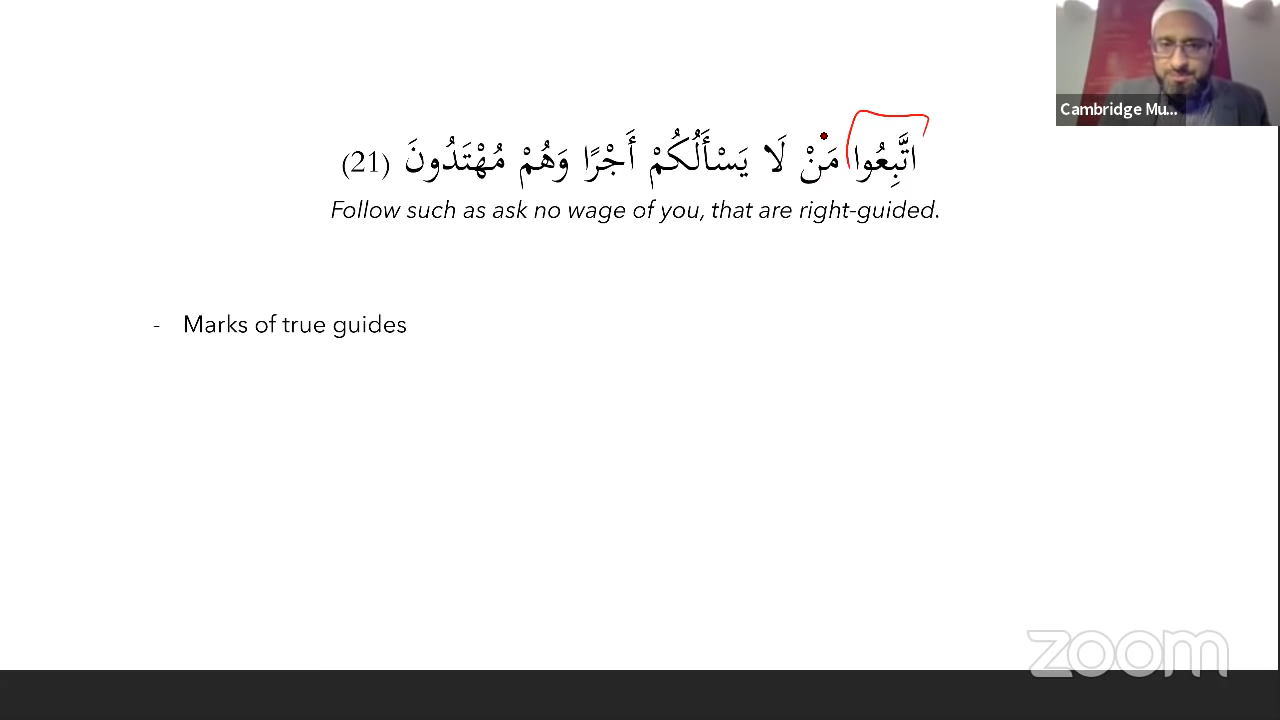 Cambridge Mu...
اتَّبِعُوا مَنْ لَا يَسْأَلُكُمْ أَجْرًا وَهُمْ مُهْتَدُونَ (21)
Follow such as ask no wage of you, that are right-guided.
- Marks of true guides
zoom